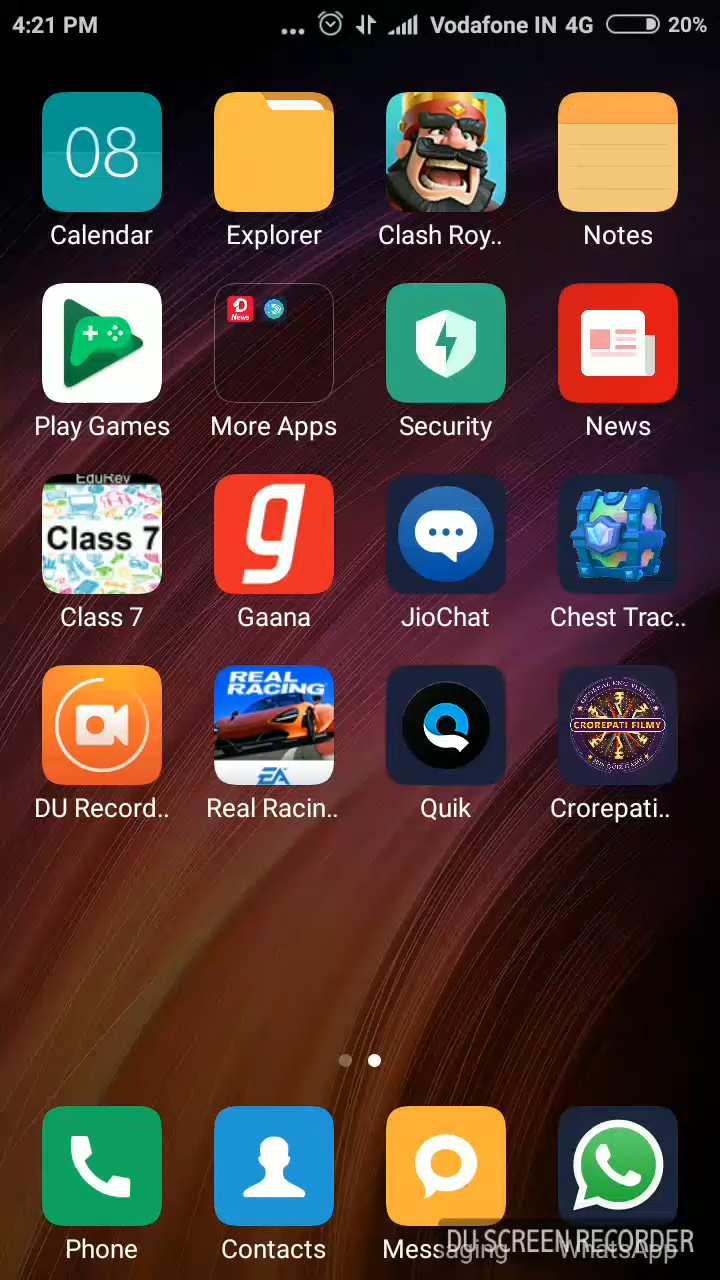 4:21 PM ... Vodafone IN 4G 20%
08
Calendar Explorer Clash Roy.. Notes
News
Play Games More Apps Security News
EduRev
Class 7
Class 7 Gaana JioChat Chest Trac..
REAL
RACING
CROREPATI FILMY
EA
DU Record.. Real Racin.. Quik Crorepati..
Phone Contacts Messaging WhatsApp
DU SCREEN RECORDER